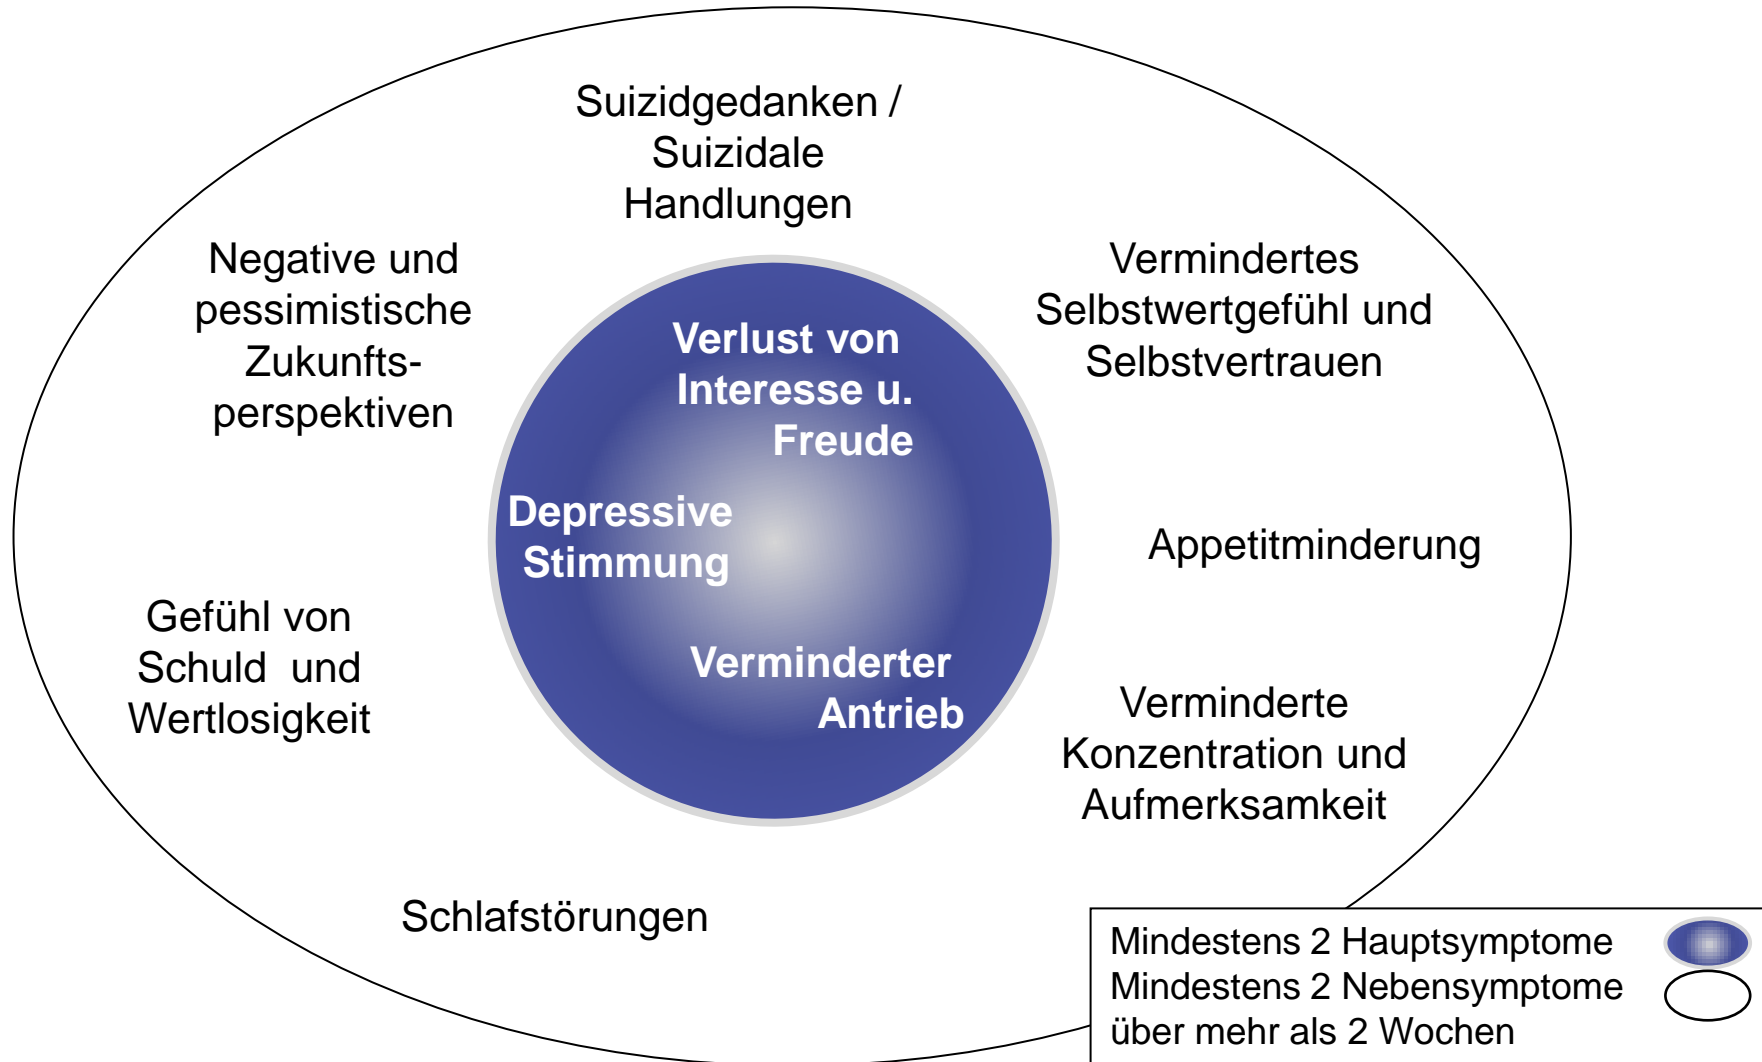 Suizidgedanken /
Suizidale
Handlungen
Negative und
pessimistische
Zukunfts-
perspektiven
Vermindertes
Selbstwertgefühl und
Selbstvertrauen
Verlust von
Interesse u.
Freude
Depressive
Stimmung
Appetitminderung
Gefühl von
Schuld und
Wertlosigkeit
Verminderter
Antrieb
Verminderte
Konzentration und
Aufmerksamkeit
Schlafstörungen
Mindestens 2 Hauptsymptome
Mindestens 2 Nebensymptome
über mehr als 2 Wochen